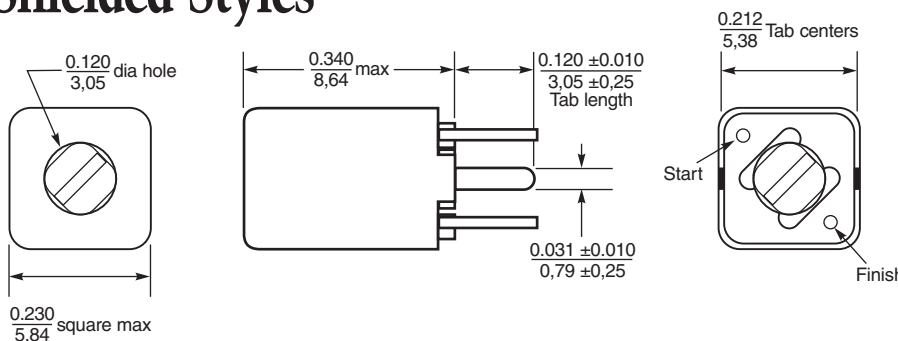 Shielded Styles
0.120
3,05
dia hole
0.340
8,64
max
0.120 ±0.010
3,05 ±0,25
Tab length
0.212
5,38
Tab centers
Start
0.031 ±0.010
0,79 ±0,25
Finish
0.230
5.84
square max